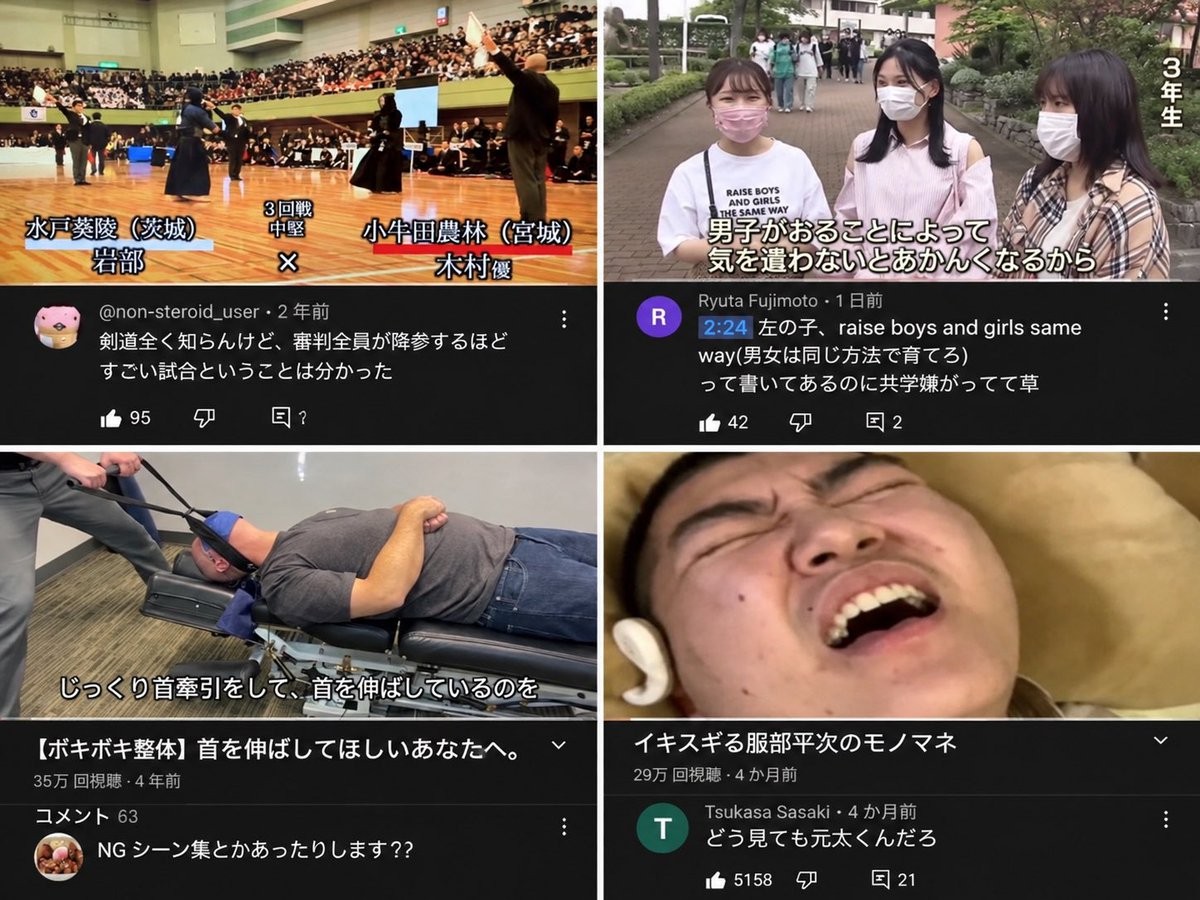 水戸葵陵（茨城）
岩部
3回戦
中堅
×
小牛田農林（宮城）
木村優
@non-steroid_user・2 年前
剣道全く知らんけど、審判全員が降参するほど
すごい試合ということは分かった
95
?
3年生
RAISE BOYS
AND GIRLS
THE SAME WAY
男子がおることによって
気を遣わないとあかんくなるから
R
Ryuta Fujimoto・1 日前
2:24 左の子、raise boys and girls same
way(男女は同じ方法で育てろ)
って書いてあるのに共学嫌がってて草
42
2
じっくり首牽引をして、首を伸ばしているのを
【ボキボキ整体】首を伸ばしてほしいあなたへ。
35万 回視聴・4 年前
コメント 63
NG シーン集とかあったりします??
イキスギる服部平次のモノマネ
29万 回視聴・4 か月前
T
Tsukasa Sasaki・4 か月前
どう見ても元太くんだろ
5158
21